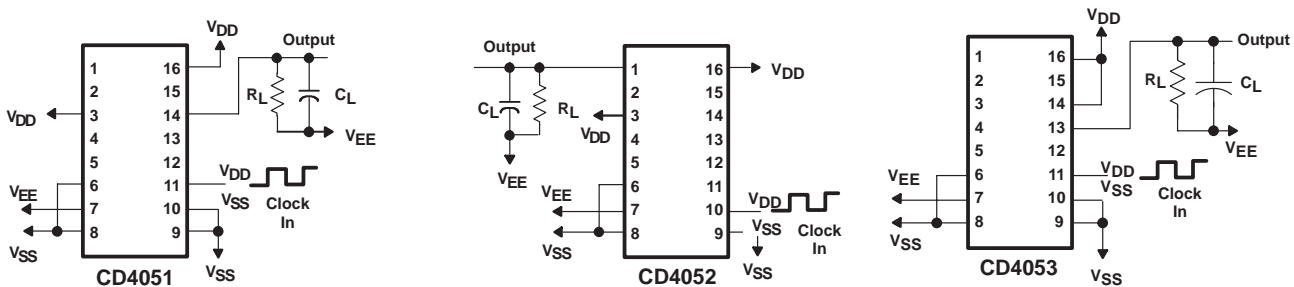 VDD
Output
1 16
2 15
RL CL
VDD
3 14
4 13
VEE
5 12
6 11
VDD
VSS
Clock
In
VEE
7 10
VSS
8 9
VSS
CD4051
Output
1 16
VDD
2 15
CL RL
3 14
VDD
4 13
5 12
VEE
6 11
VEE
7 10
VDD
VSS
Clock
In
VSS
8 9
VSS
CD4052
VDD
Output
1 16
2 15
RL CL
3 14
4 13
VEE
5 12
6 11
VDD
VSS
Clock
In
VEE
7 10
VSS
8 9
VSS
CD4053